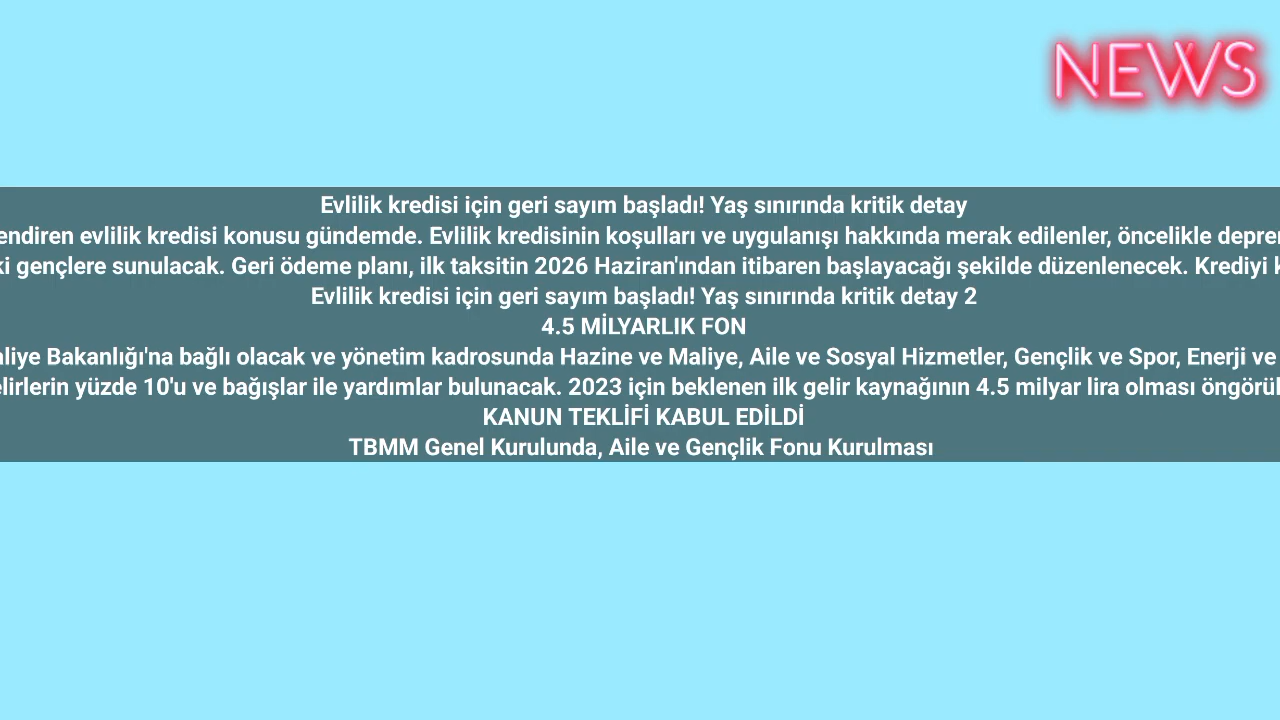 NEWS
Evlilik kredisi için geri sayım başladı! Yaş sınırında kritik detay
endiren evlilik kredisi konusu gündemde. Evlilik kredisinin koşulları ve uygulanışı hakkında merak edilenler, öncelikle depre
ki gençlere sunulacak. Geri ödeme planı, ilk taksitin 2026 Haziran'ından itibaren başlayacağı şekilde düzenlenecek. Krediyi k
Evlilik kredisi için geri sayım başladı! Yaş sınırında kritik detay 2
4.5 MİLYARLIK FON
aliye Bakanlığı'na bağlı olacak ve yönetim kadrosunda Hazine ve Maliye, Aile ve Sosyal Hizmetler, Gençlik ve Spor, Enerji ve
elirlerin yüzde 10'u ve bağışlar ile yardımlar bulunacak. 2023 için beklenen ilk gelir kaynağının 4.5 milyar lira olması öngörül
KANUN TEKLİFİ KABUL EDİLDİ
TBMM Genel Kurulunda, Aile ve Gençlik Fonu Kurulması